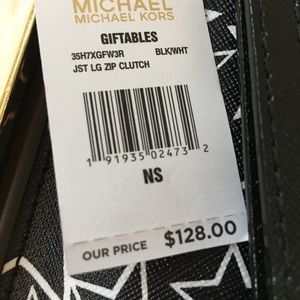 MICHAEL
MICHAEL KORS
GIFTABLES
35H7XGFW3R BLK/WHT
JST LG ZIP CLUTCH
1 91935 02473 2
NS
OUR PRICE $128.00